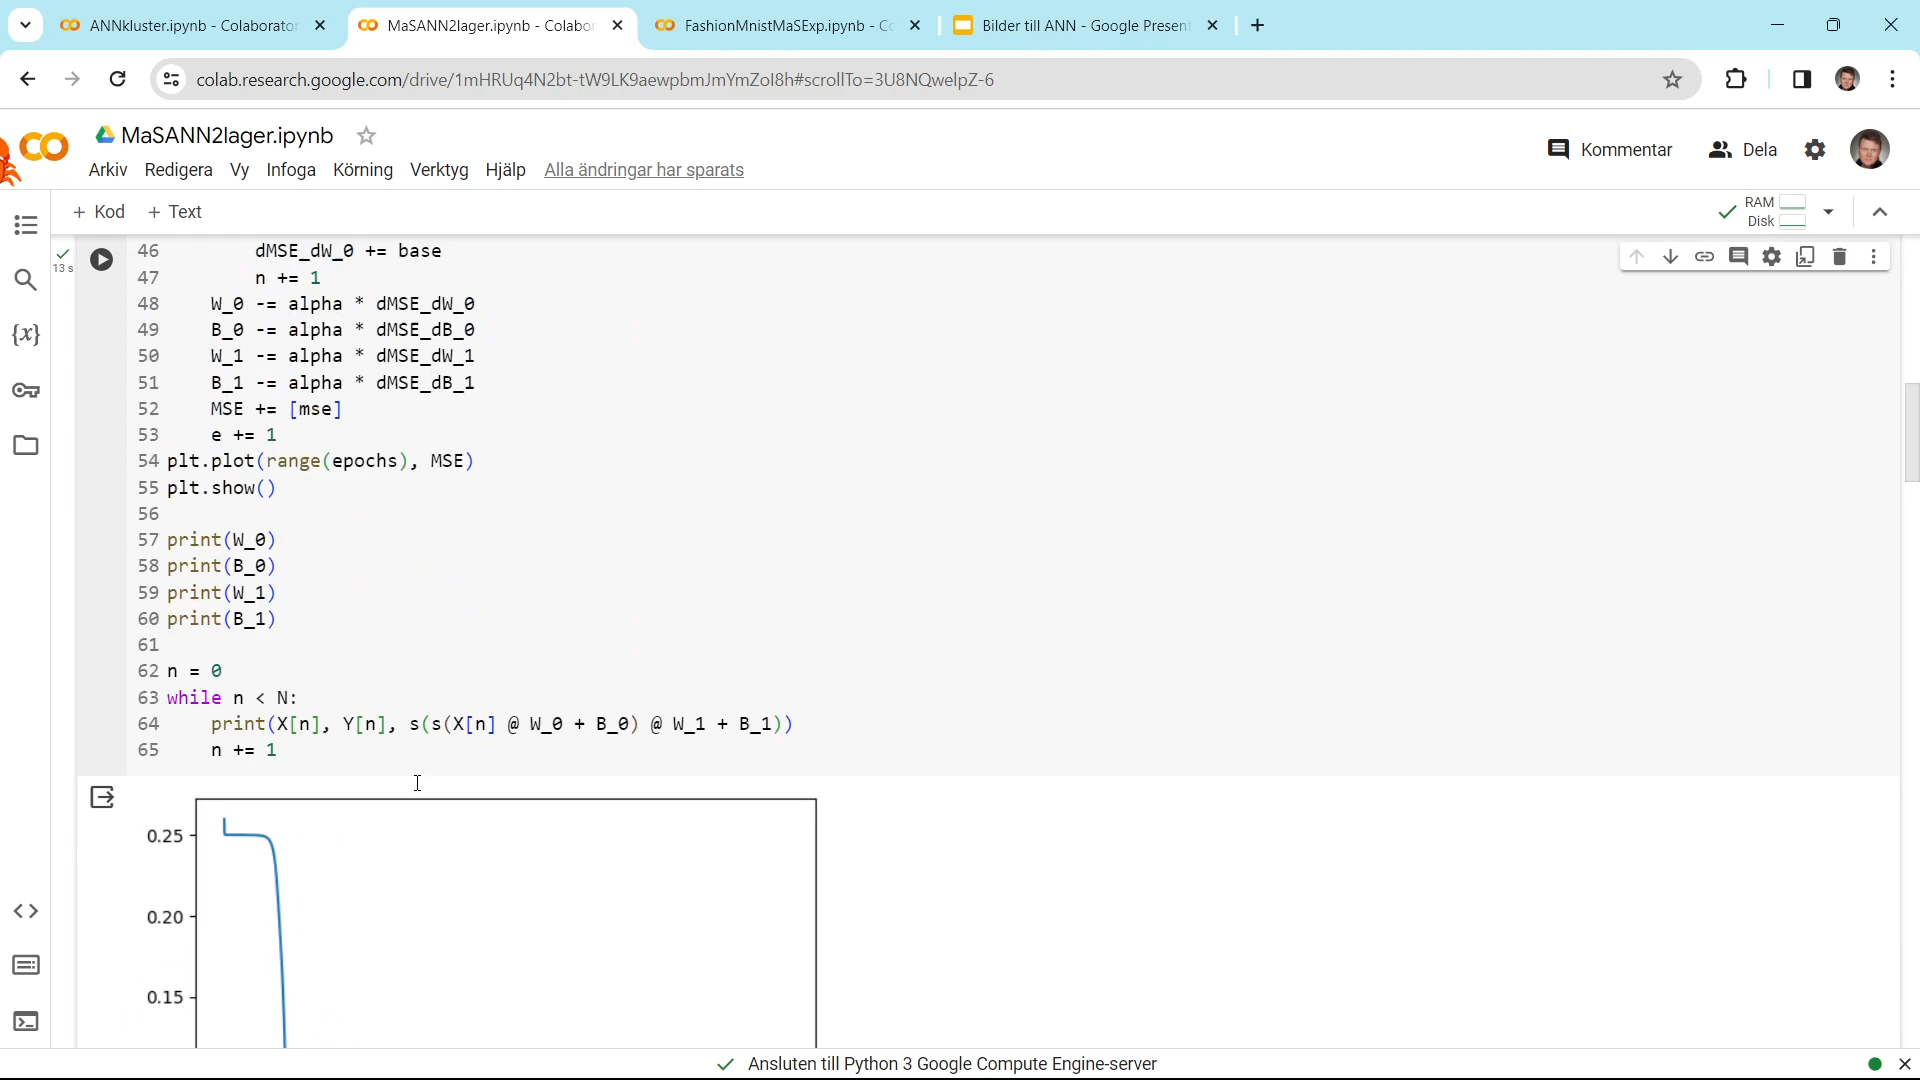 ANNkluster.ipynb - Colaborator
MaSANN2lager.ipynb - Colabor
FashionMnistMaSExp.ipynb - Co
Bilder till ANN - Google Present
colab.research.google.com/drive/1mHRUq4N2bt-tW9LK9aewpbmJmYmZoI8h#scrollTo=3U8NQwelpZ-6
MaSANN2lager.ipynb
Kommentar
Dela
Arkiv Redigera Vy Infoga Körning Verktyg Hjälp Alla ändringar har sparats
+ Kod + Text
RAM
Disk
13 s
46 dMSE_dW_0 += base
47 n += 1
48 W_0 -= alpha * dMSE_dW_0
49 B_0 -= alpha * dMSE_dB_0
50 W_1 -= alpha * dMSE_dW_1
51 B_1 -= alpha * dMSE_dB_1
52 MSE += [mse]
53 e += 1
54 plt.plot(range(epochs), MSE)
55 plt.show()
56
57 print(W_0)
58 print(B_0)
59 print(W_1)
60 print(B_1)
61
62 n = 0
63 while n < N:
64 print(X[n], Y[n], s(s(X[n] @ W_0 + B_0) @ W_1 + B_1))
65 n += 1
0.25
0.20
0.15
Ansluten till Python 3 Google Compute Engine-server